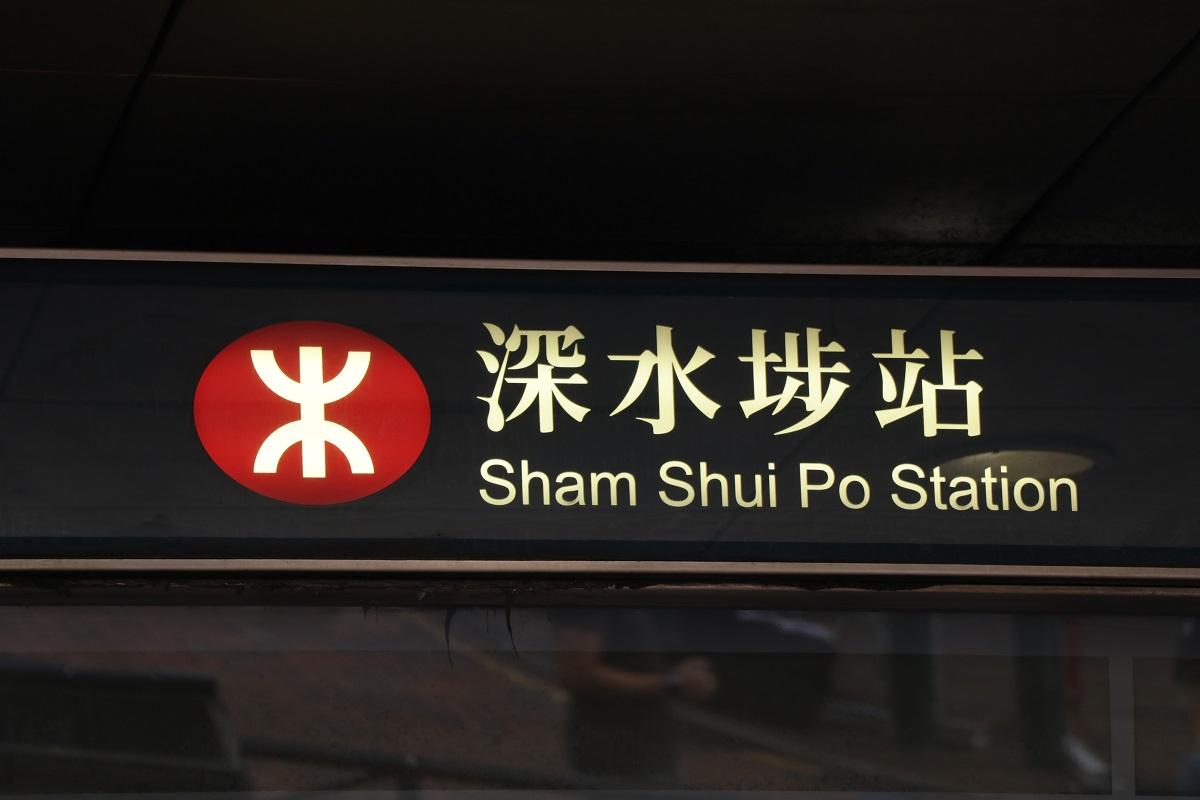 深水埗站
Sham Shui Po Station